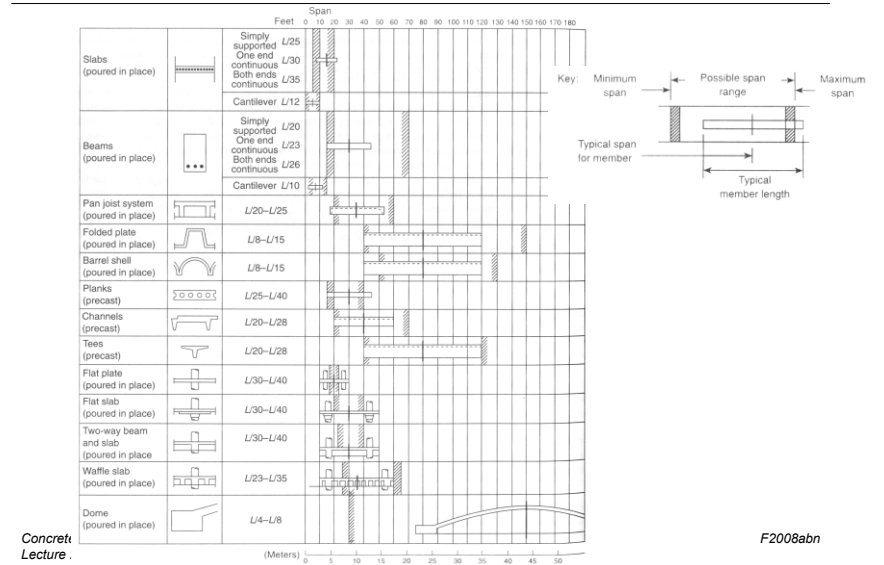 Span
Feet 0 10 20 30 40 50 60 70 80 90 100 110 120 130 140 150 160 170 180
Slabs
(poured in place)
Simply
supported L/25
One end
continuous L/30
Both ends
continuous L/35
Cantilever L/12
Beams
(poured in place)
Simply
supported L/20
One end
continuous L/23
Both ends
continuous L/26
Cantilever L/10
Pan joist system
(poured in place)
L/20–L/25
Folded plate
(poured in place)
L/8–L/15
Barrel shell
(poured in place)
L/8–L/15
Planks
(precast)
L/25–L/40
Channels
(precast)
L/20–L/28
Tees
(precast)
L/20–L/28
Flat plate
(poured in place)
L/30–L/40
Flat slab
(poured in place)
L/30–L/40
Two-way beam
and slab
(poured in place
L/30–L/40
Waffle slab
(poured in place)
L/23–L/35
Dome
(poured in place)
L/4–L/8
(Meters) 0 5 10 15 20 25 30 35 40 45 50
Key: Minimum
span
Possible span
range
Maximum
span
Typical span
for member
Typical
member length
Concrete
Lecture
F2008abn